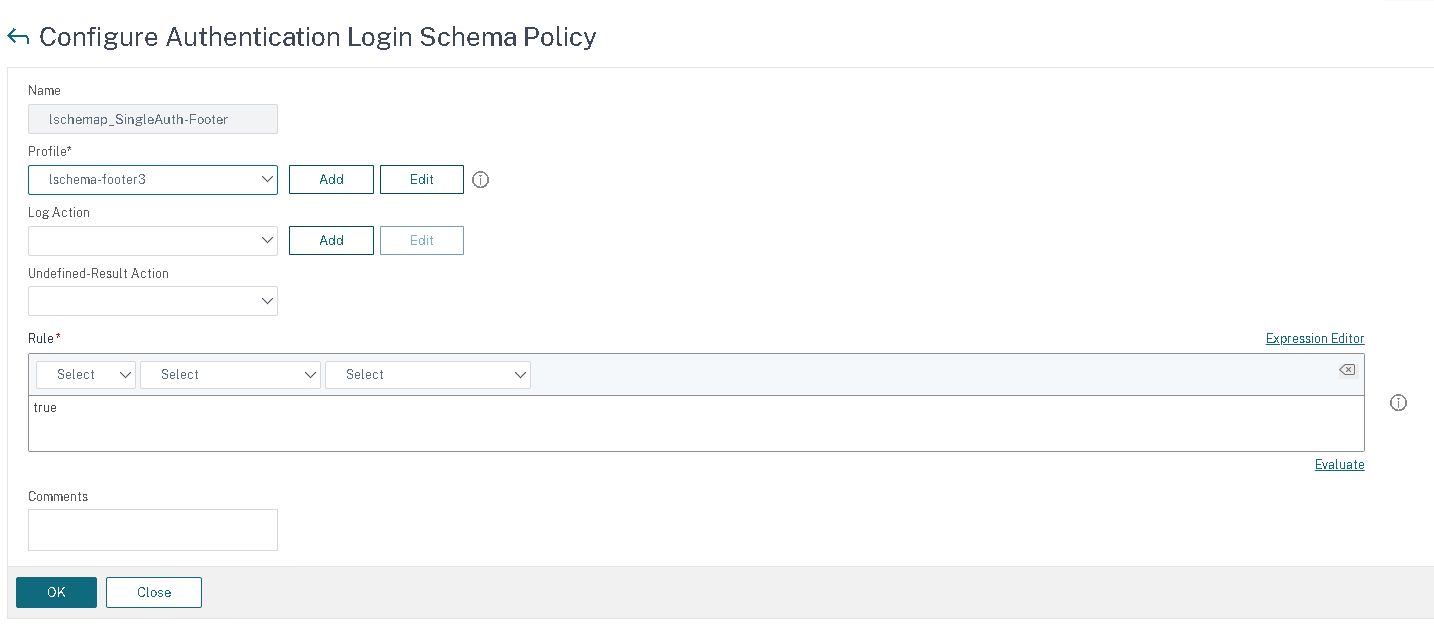 Configure Authentication Login Schema Policy
Name
lschemap_SingleAuth-Footer
Profile*
lschema-footer3
Add
Edit
Log Action
Add
Edit
Undefined-Result Action
Rule*
Expression Editor
Select
Select
Select
true
Evaluate
Comments
OK
Close